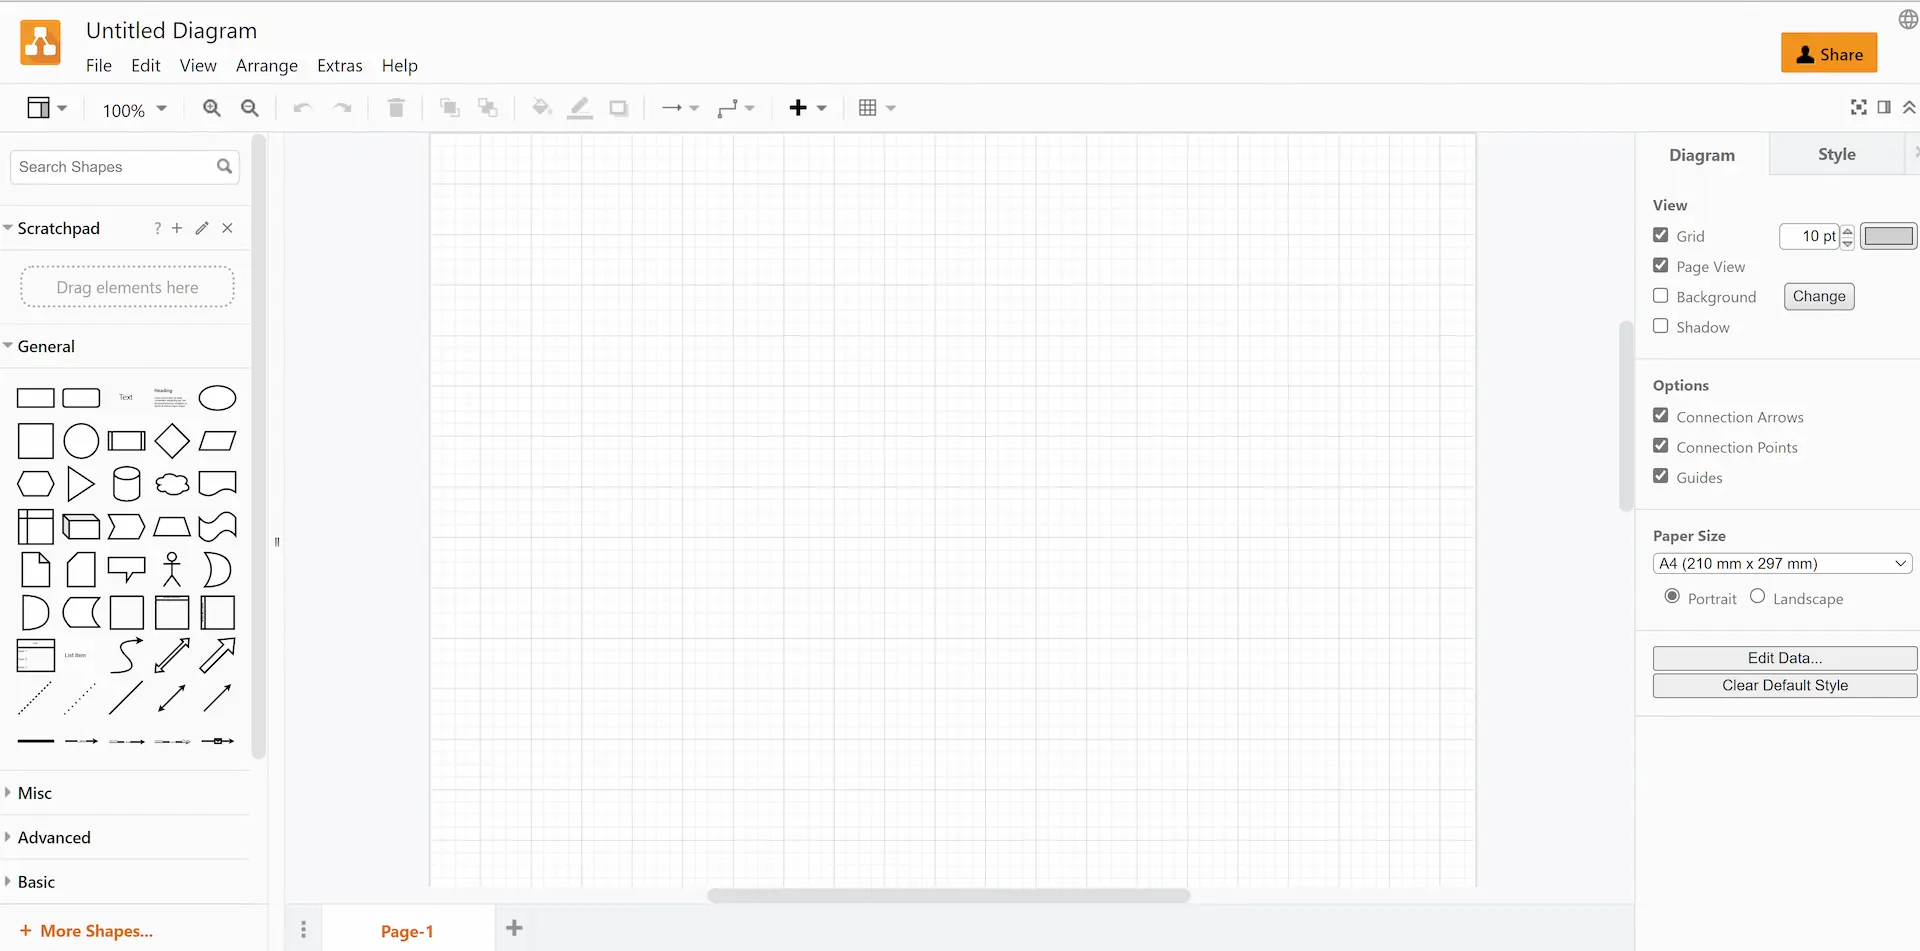 Untitled Diagram
File Edit View Arrange Extras Help
Share
100%
Search Shapes
Scratchpad ? + ×
Drag elements here
General
Text
Heading
List Item
Misc
Advanced
Basic
+ More Shapes...
Page-1
Diagram Style
View
Grid 10 pt
Page View
Background Change
Shadow
Options
Connection Arrows
Connection Points
Guides
Paper Size
A4 (210 mm x 297 mm)
Portrait Landscape
Edit Data...
Clear Default Style